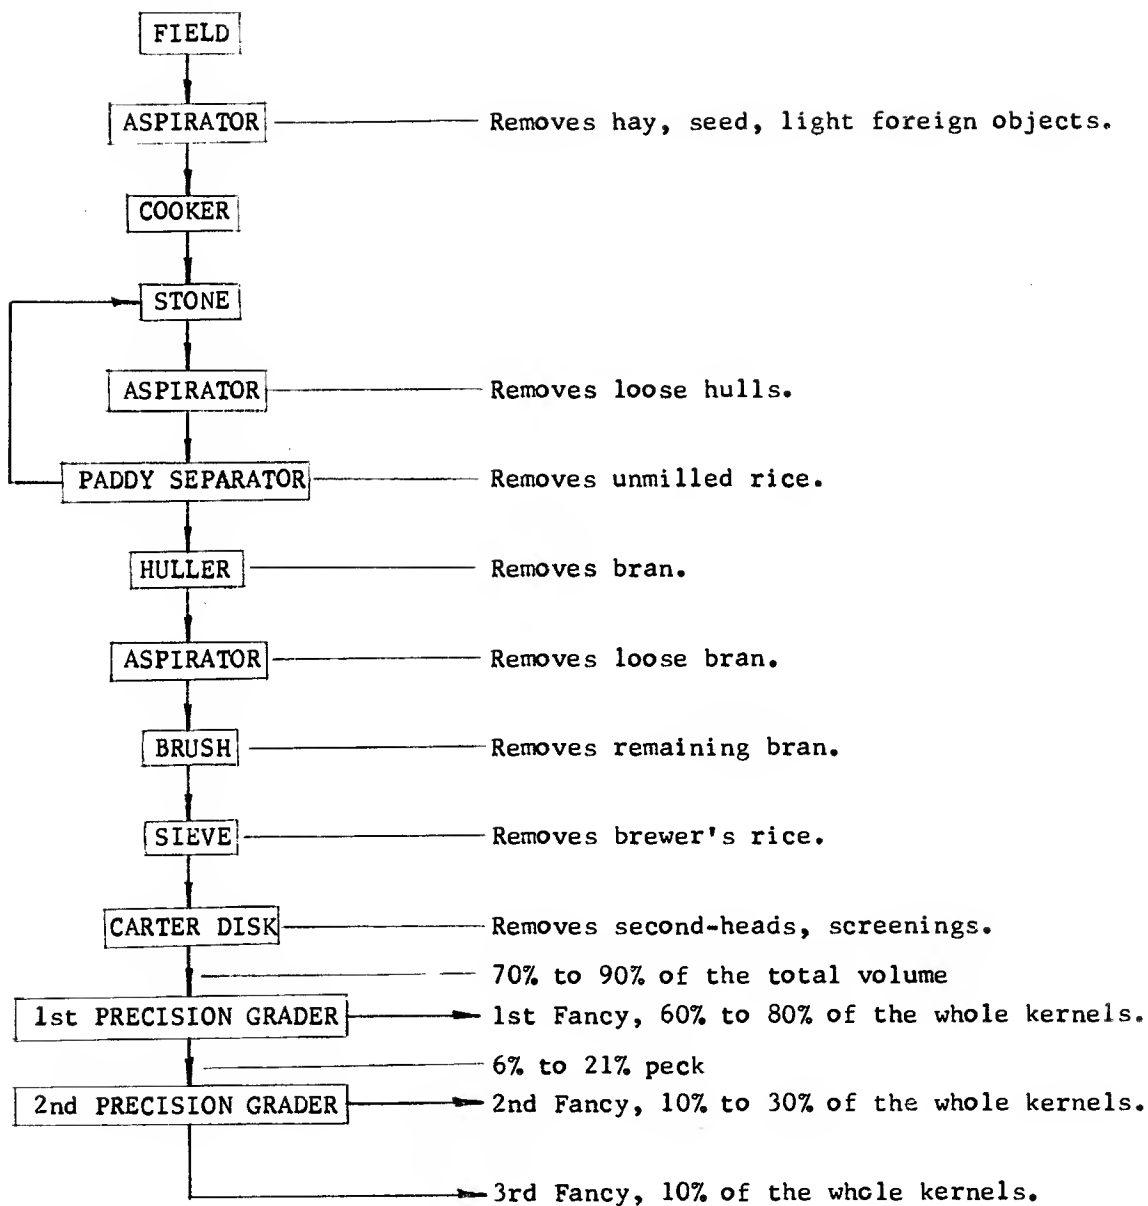 FIELD
ASPIRATOR Removes hay, seed, light foreign objects.
COOKER
STONE
ASPIRATOR Removes loose hulls.
PADDY SEPARATOR Removes unmilled rice.
HULLER Removes bran.
ASPIRATOR Removes loose bran.
BRUSH Removes remaining bran.
SIEVE Removes brewer's rice.
CARTER DISK Removes second-heads, screenings.
70% to 90% of the total volume
1st PRECISION GRADER 1st Fancy, 60% to 80% of the whole kernels.
6% to 21% peck
2nd PRECISION GRADER 2nd Fancy, 10% to 30% of the whole kernels.
3rd Fancy, 10% of the whole kernels.